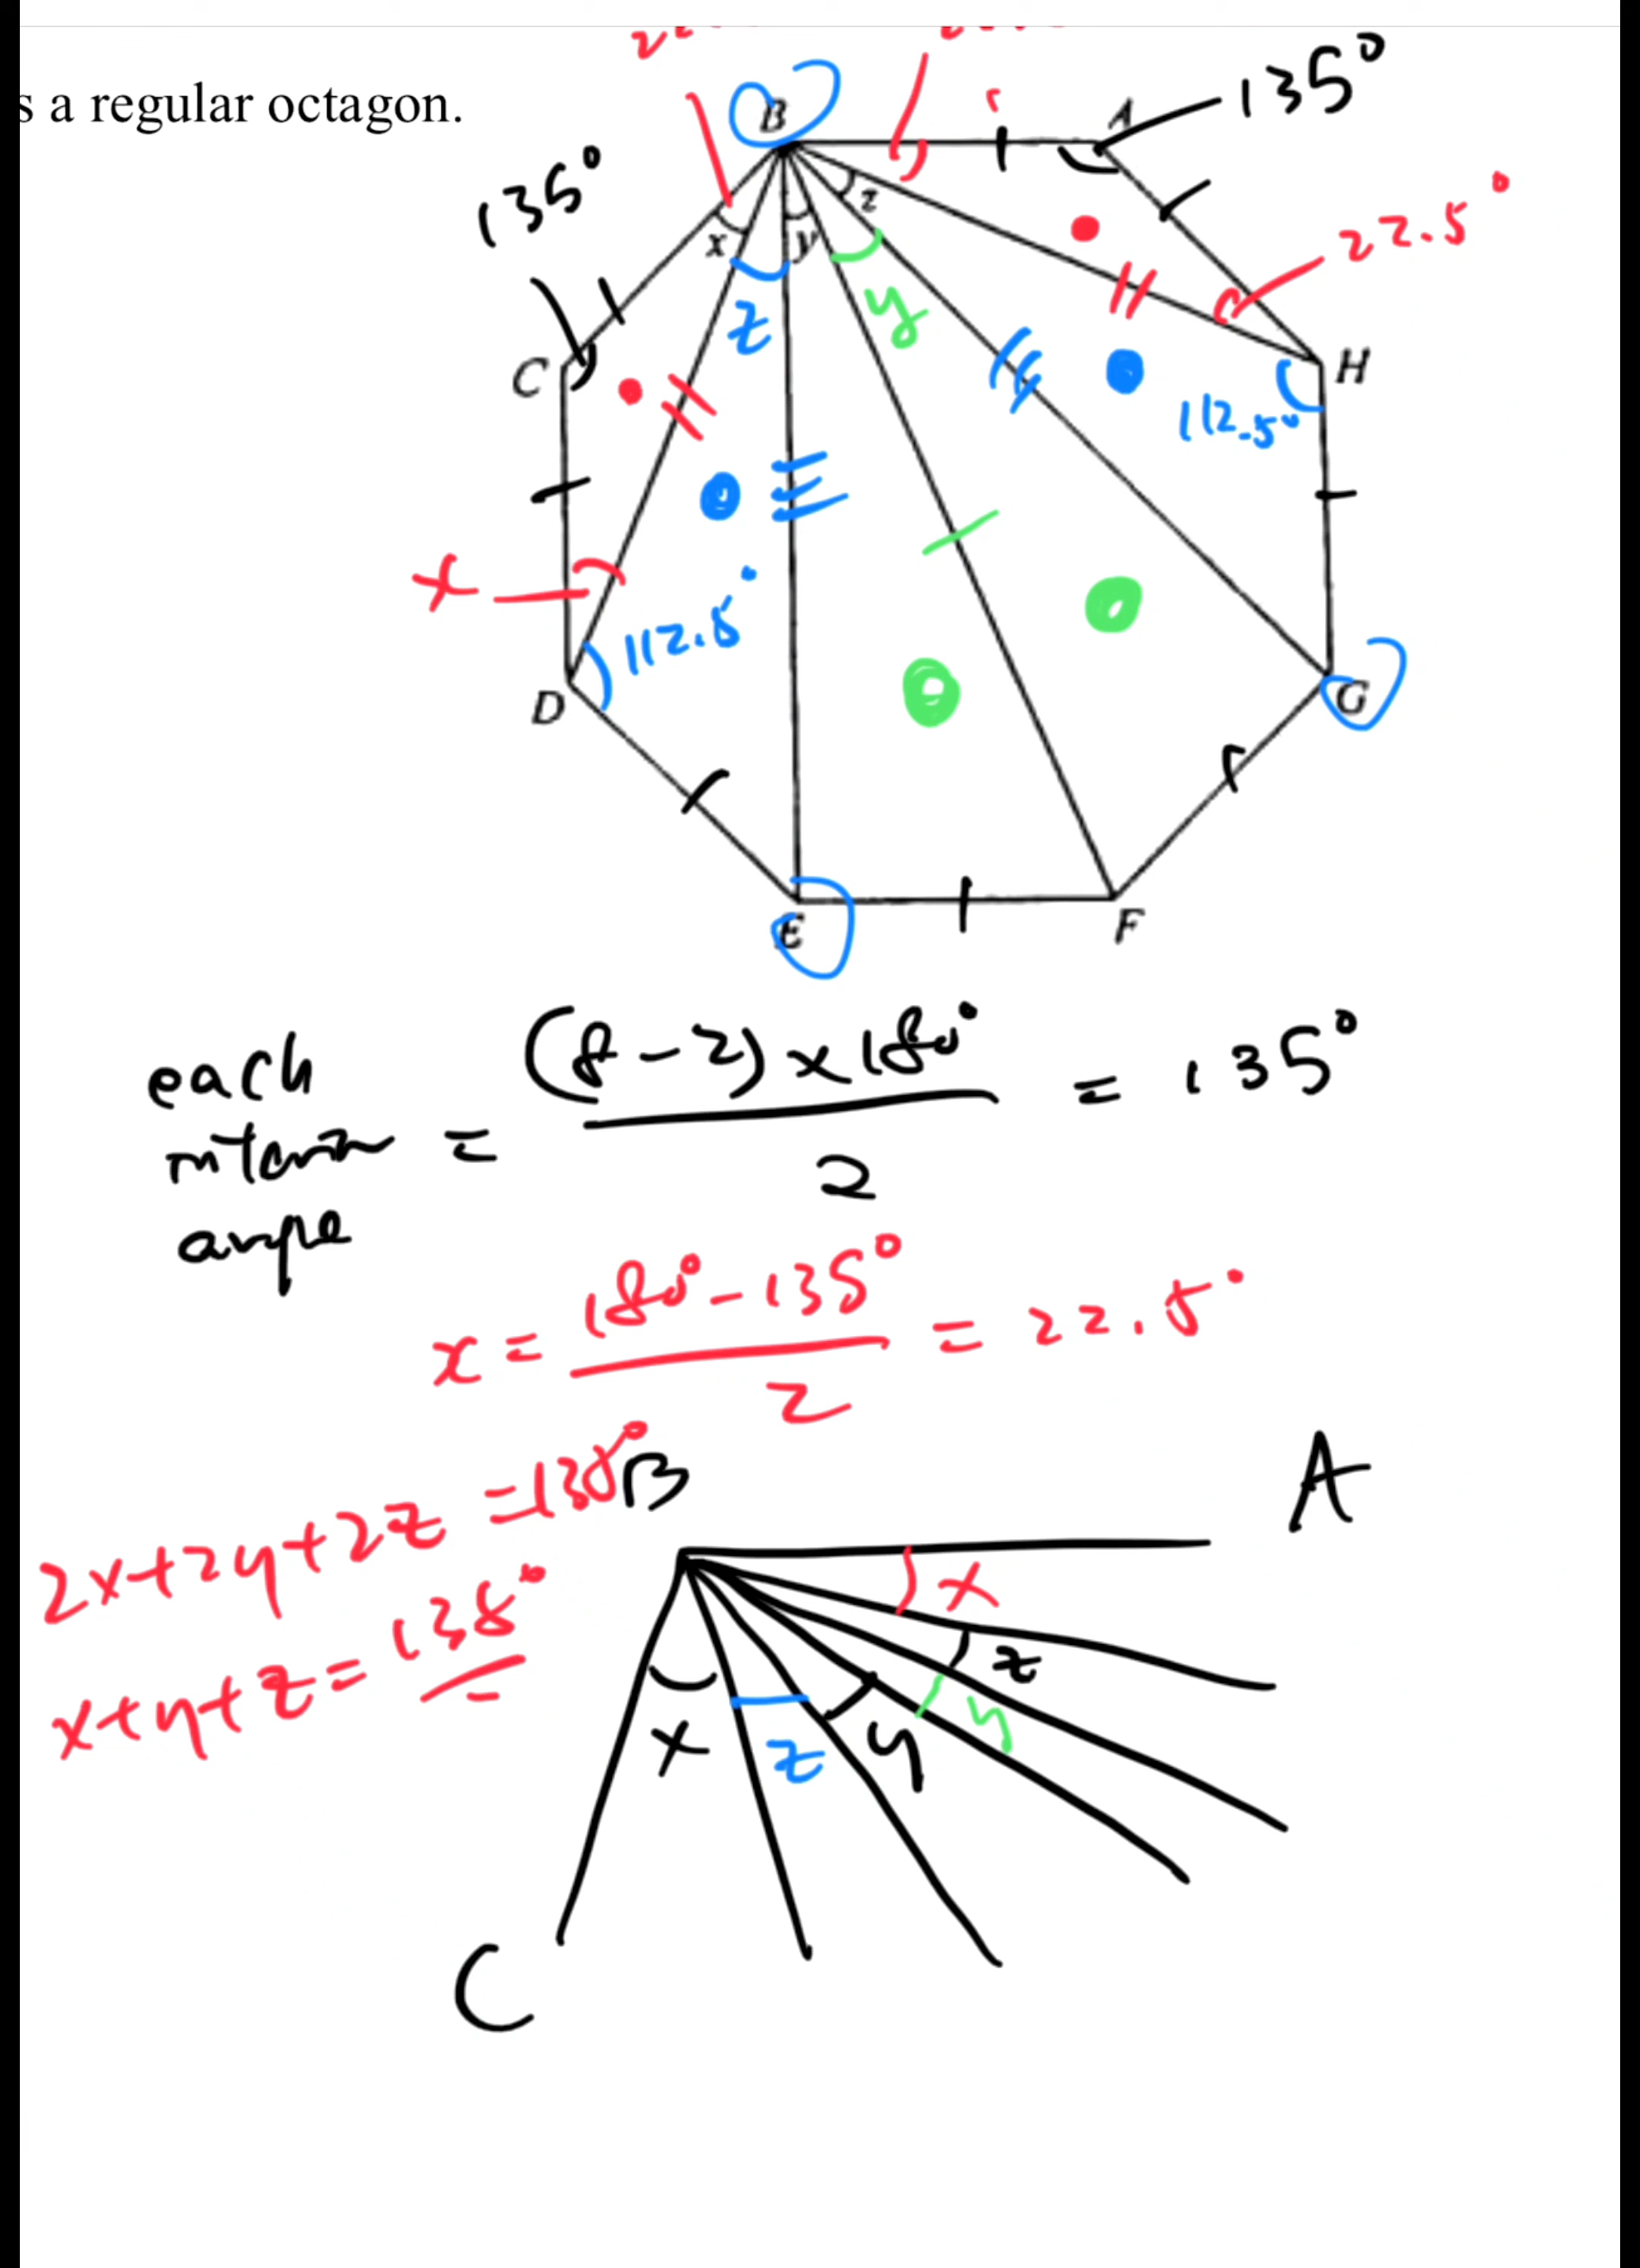 s a regular octagon.
B
A
135°
135°
22.5°
x
y
z
z
y
C
H
112.5°
x
112.5°
D
G
E
F
each
interior
angle
= (8-2)×180° / 2 = 135°
x = 180°-135° / 2 = 22.5°
2x+2y+2z = 135°
x+y+z = 135°
B
A
x
z
y
x
z
y
C